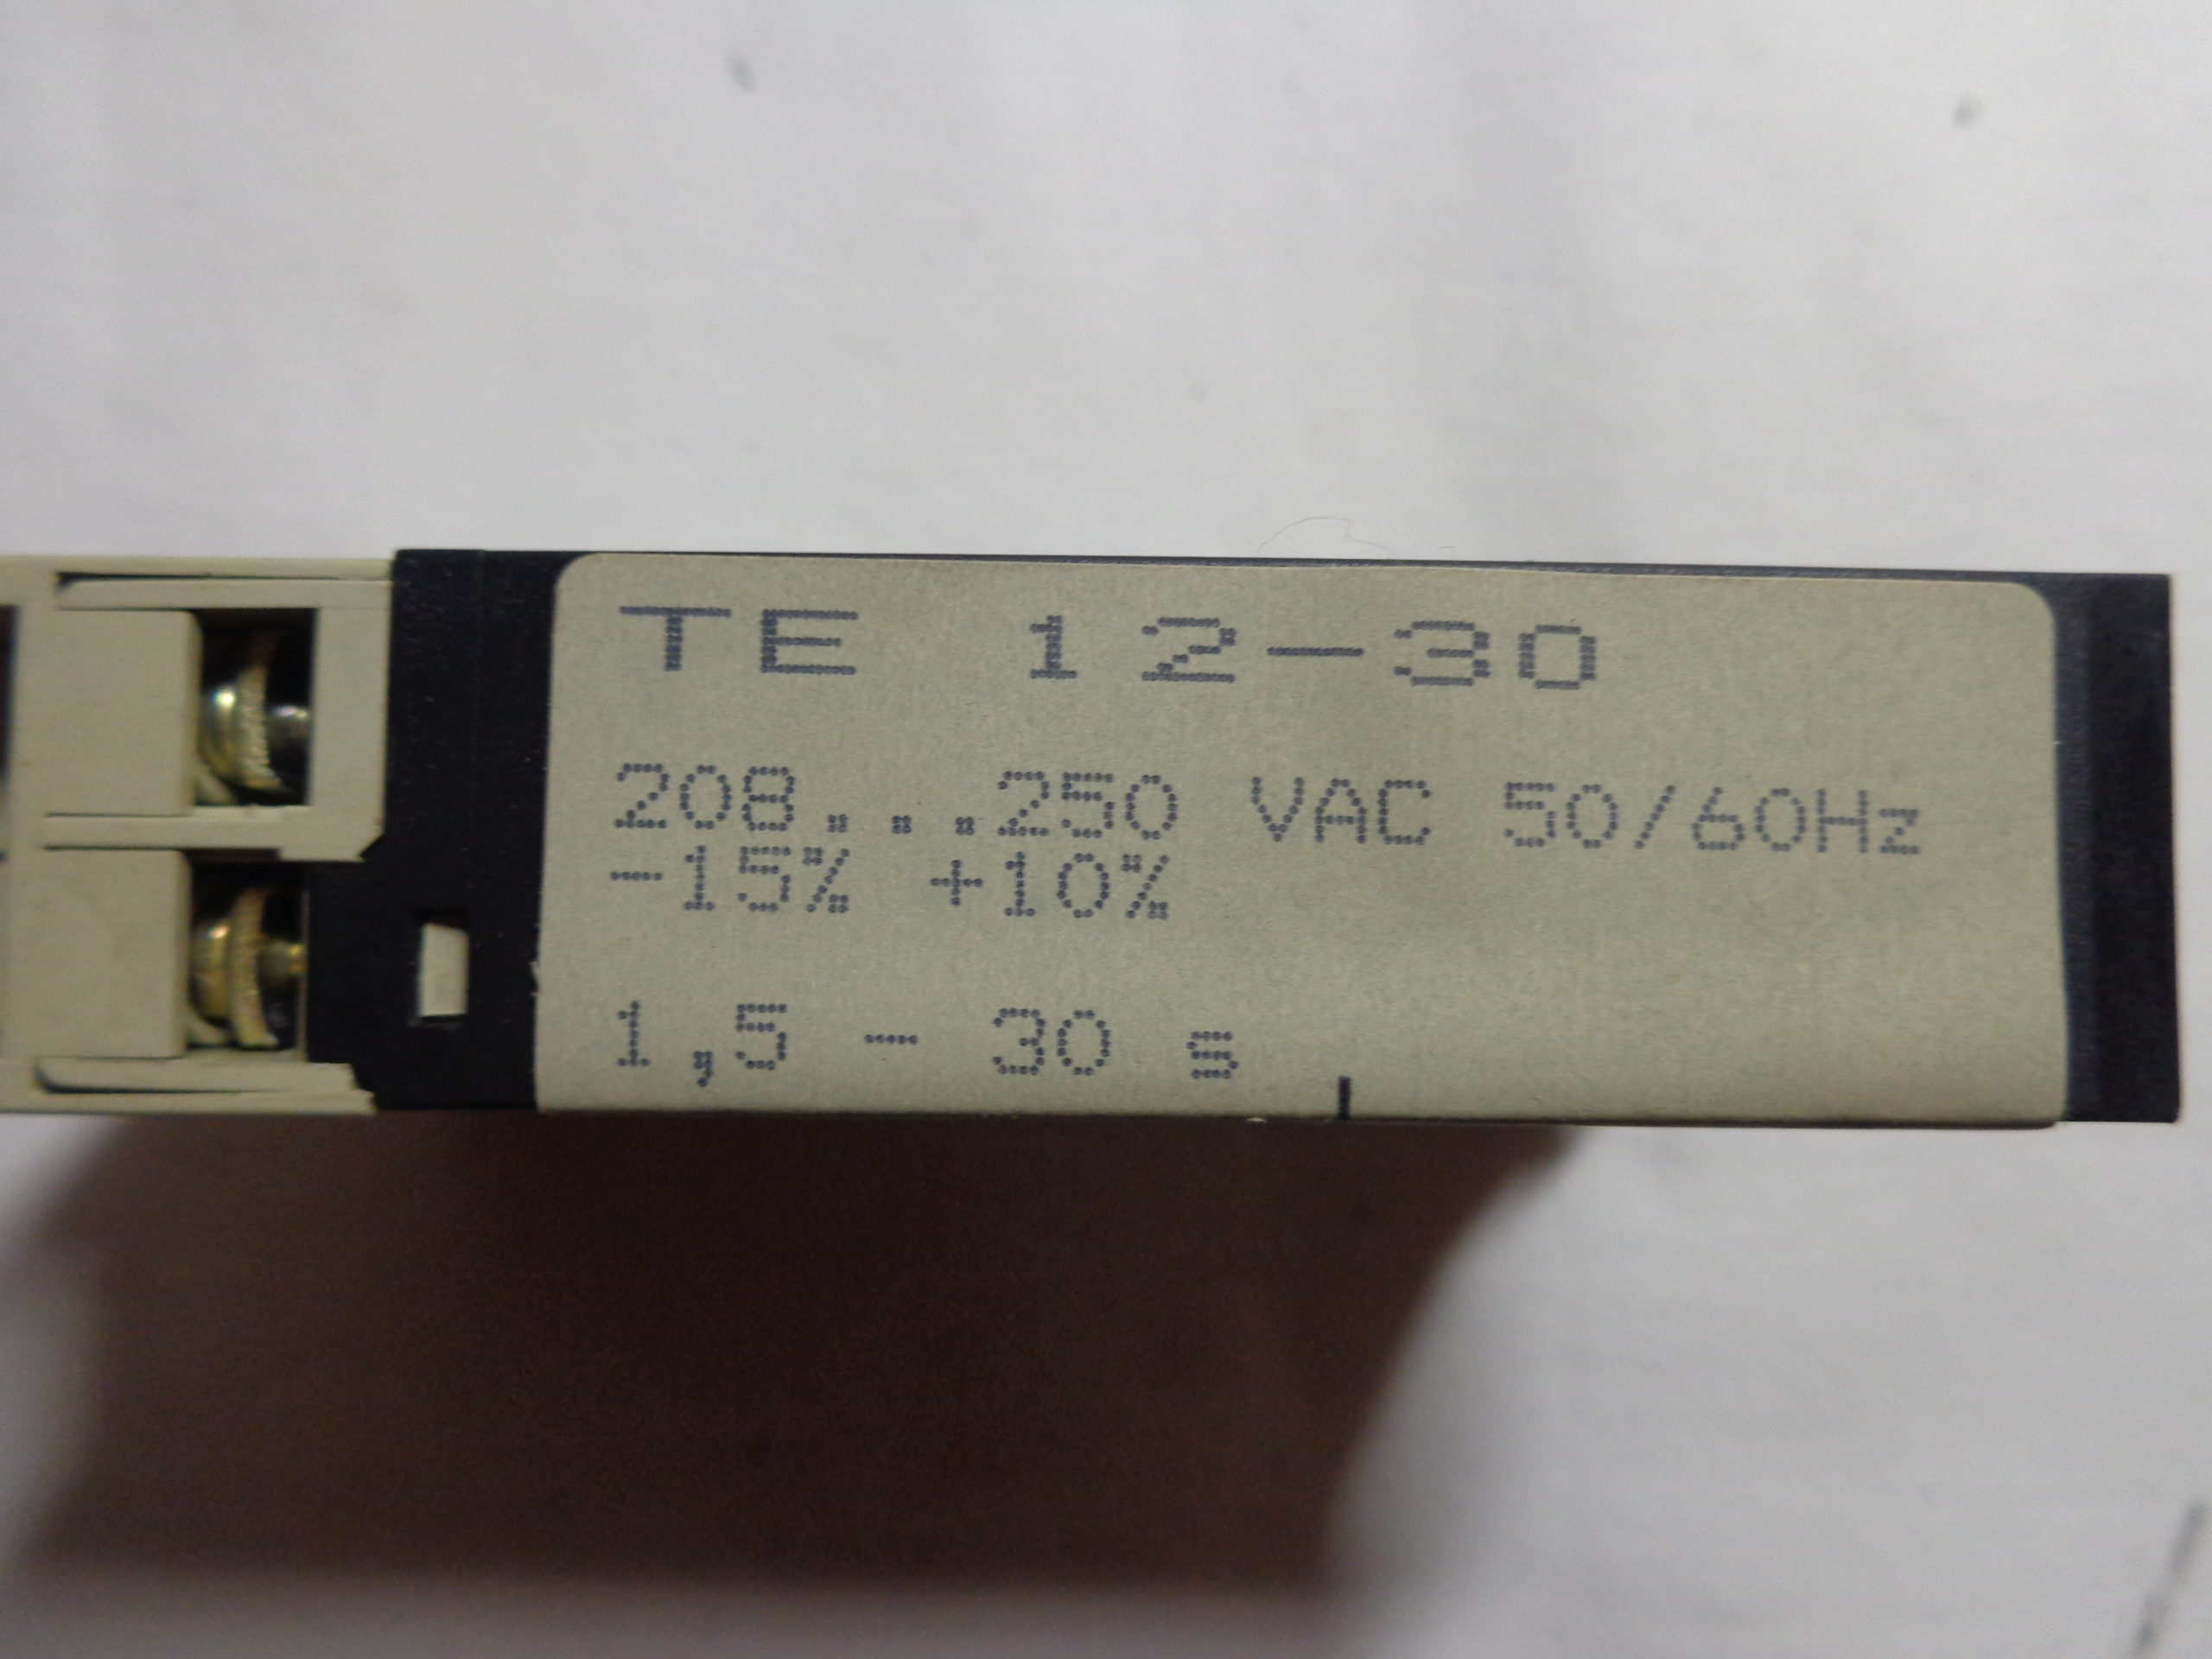 TE 12-30
208...250 VAC 50/60Hz
-15% +10%
1,5 - 30 s